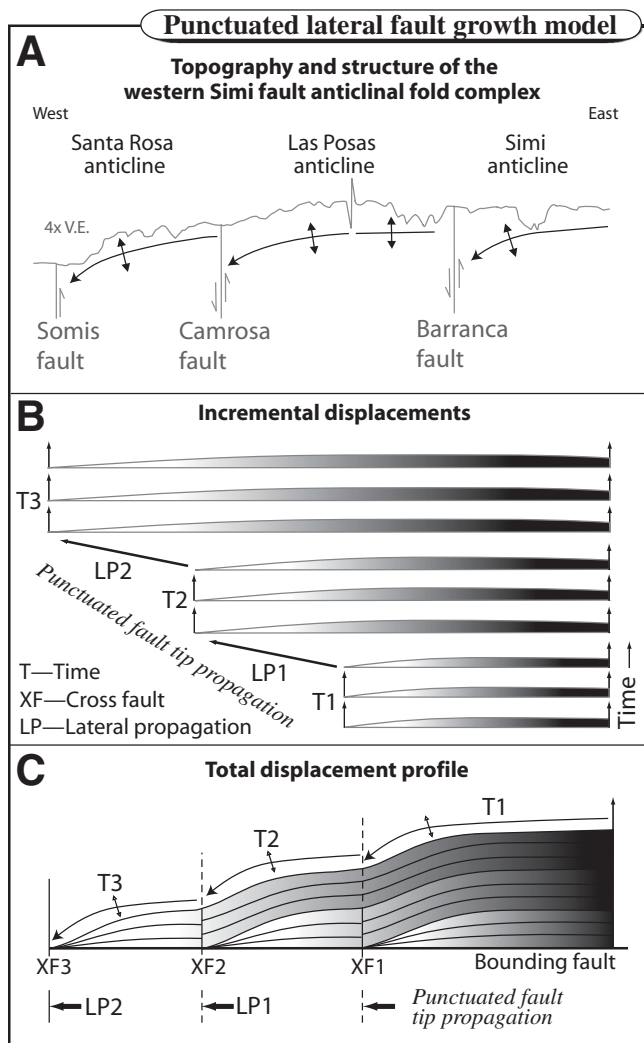 Punctuated lateral fault growth model
A
Topography and structure of the
western Simi fault anticlinal fold complex
West
East
Santa Rosa
anticline
Las Posas
anticline
Simi
anticline
4x V.E.
Somis
fault
Camrosa
fault
Barranca
fault
B
Incremental displacements
T3
LP2
T2
Punctuated fault tip propagation
LP1
T1
Time
T—Time
XF—Cross fault
LP—Lateral propagation
C
Total displacement profile
T1
T2
T3
XF3
XF2
XF1
Bounding fault
LP2
LP1
Punctuated fault
tip propagation